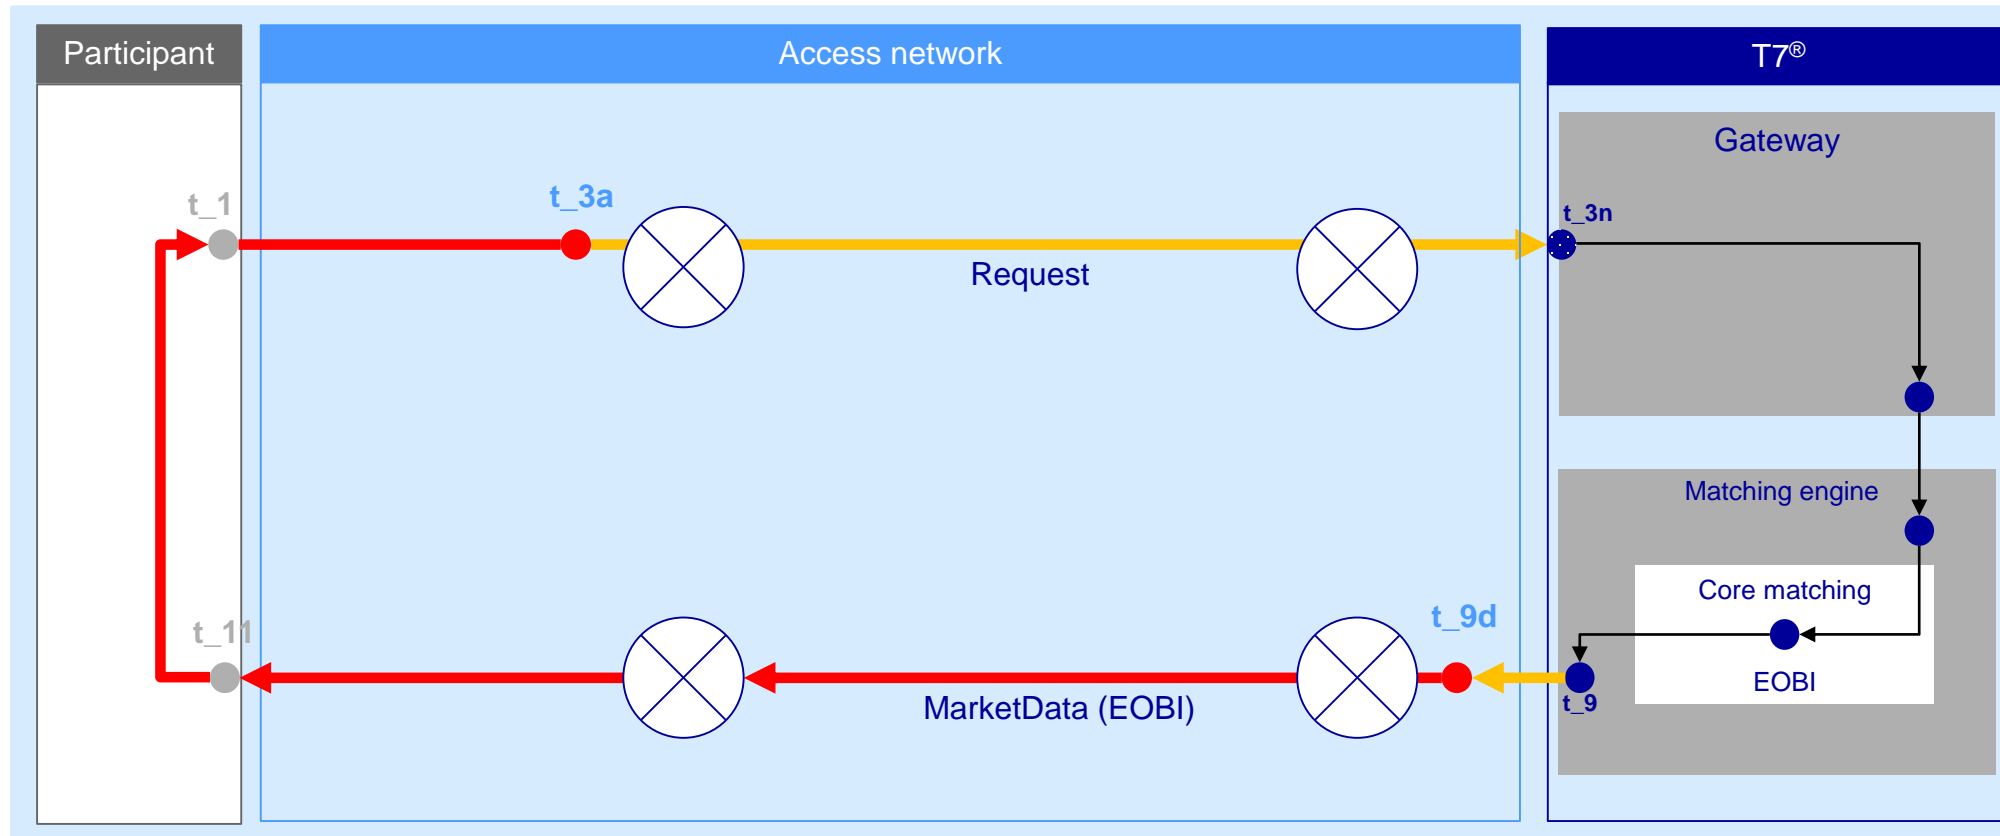 Participant
Access network
T7®
Gateway
t_1
t_3a
t_3n
Request
Matching engine
Core matching
t_11
t_9d
EOBI
t_9
MarketData (EOBI)